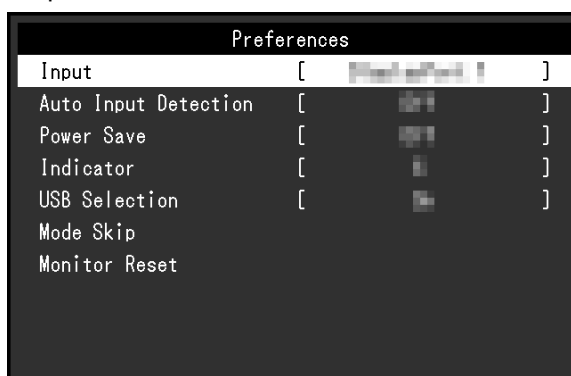 Preferences
Input [ ]
Auto Input Detection [ ]
Power Save [ ]
Indicator [ ]
USB Selection [ ]
Mode Skip
Monitor Reset